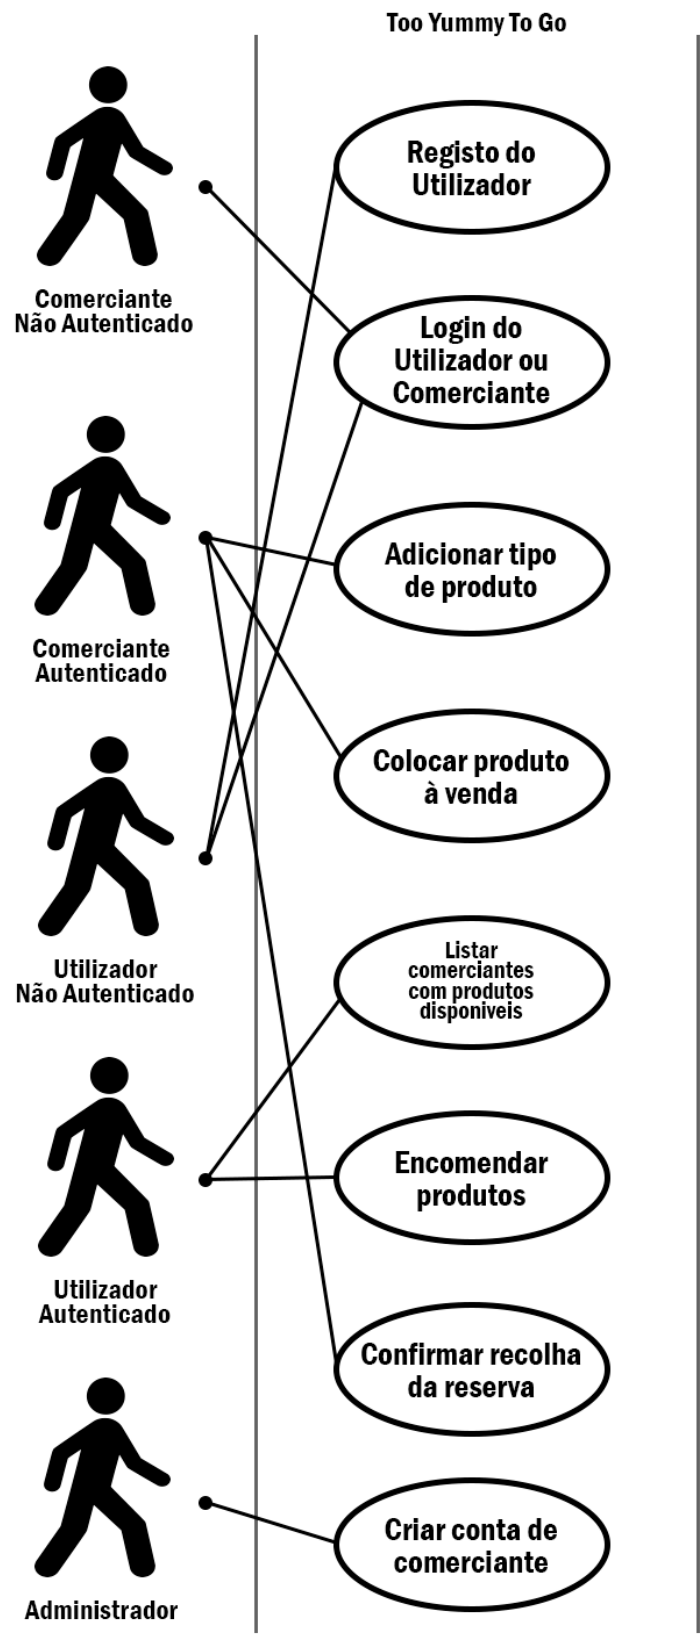 Too Yummy To Go
Comerciante
Não Autenticado
Registo do
Utilizador
Login do
Utilizador ou
Comerciante
Comerciante
Autenticado
Adicionar tipo
de produto
Utilizador
Não Autenticado
Colocar produto
à venda
Listar
comerciantes
com produtos
disponiveis
Utilizador
Autenticado
Encomendar
produtos
Confirmar recolha
da reserva
Administrador
Criar conta de
comerciante